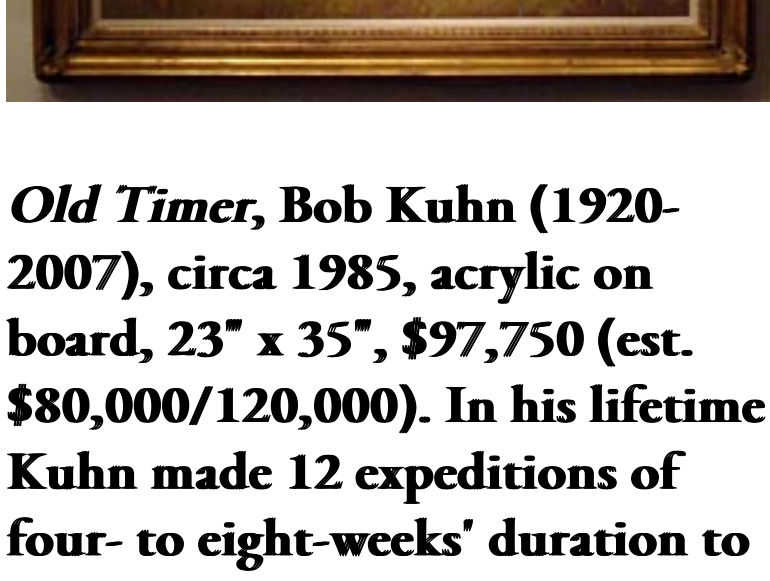 Old Timer, Bob Kuhn (1920-
2007), circa 1985, acrylic on
board, 23" x 35", $97,750 (est.
$80,000/120,000). In his lifetime
Kuhn made 12 expeditions of
four- to eight-weeks' duration to